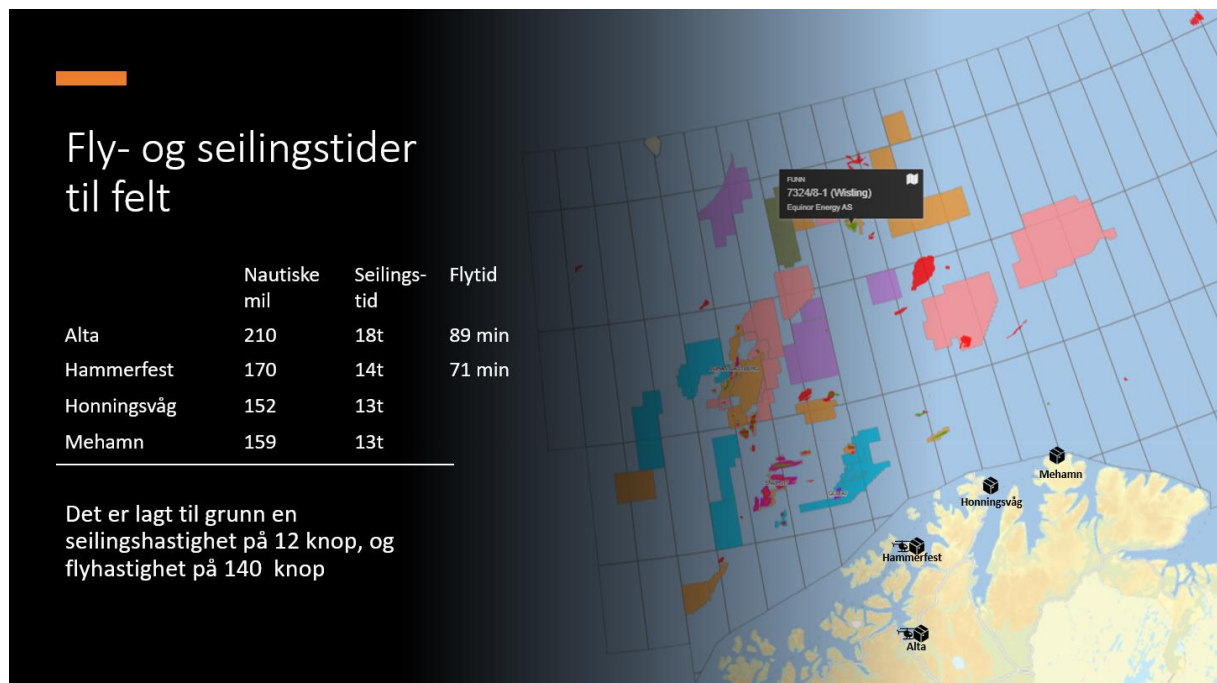 Fly- og seilingstider
til felt
Nautiske mil Seilings-tid Flytid
Alta 210 18t 89 min
Hammerfest 170 14t 71 min
Honningsvåg 152 13t
Mehamn 159 13t
Det er lagt til grunn en
seilingshastighet på 12 knop, og
flyhastighet på 140 knop
FUNN
7324/8-1 (Wisting)
Equinor Energy AS
Mehamn
Honningsvåg
Hammerfest
Alta